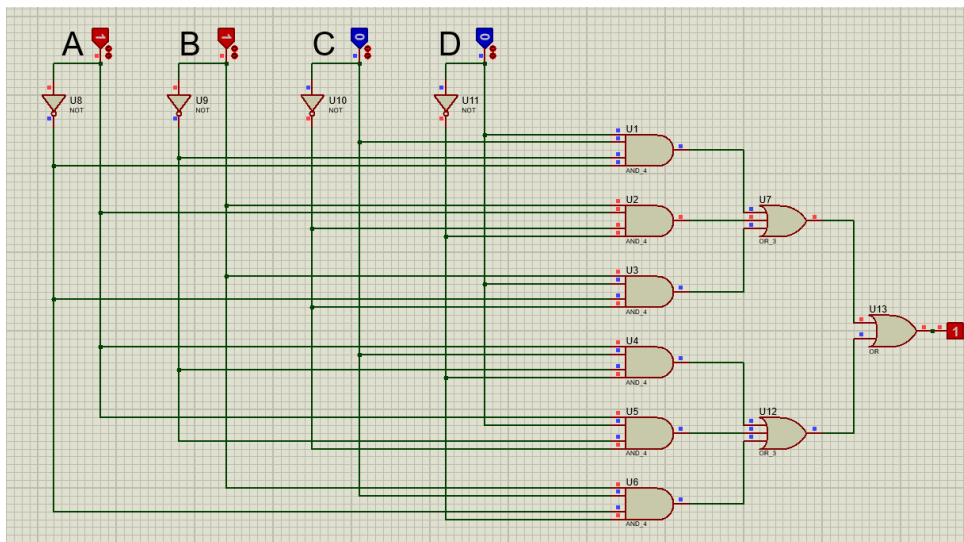 A 1 B 1 C 0 D 0
U8
NOT
U9
NOT
U10
NOT
U11
NOT
U1
AND_4
U2
AND_4
U7
OR_3
U3
AND_4
U13
OR
1
U4
AND_4
U5
AND_4
U12
OR_3
U6
AND_4